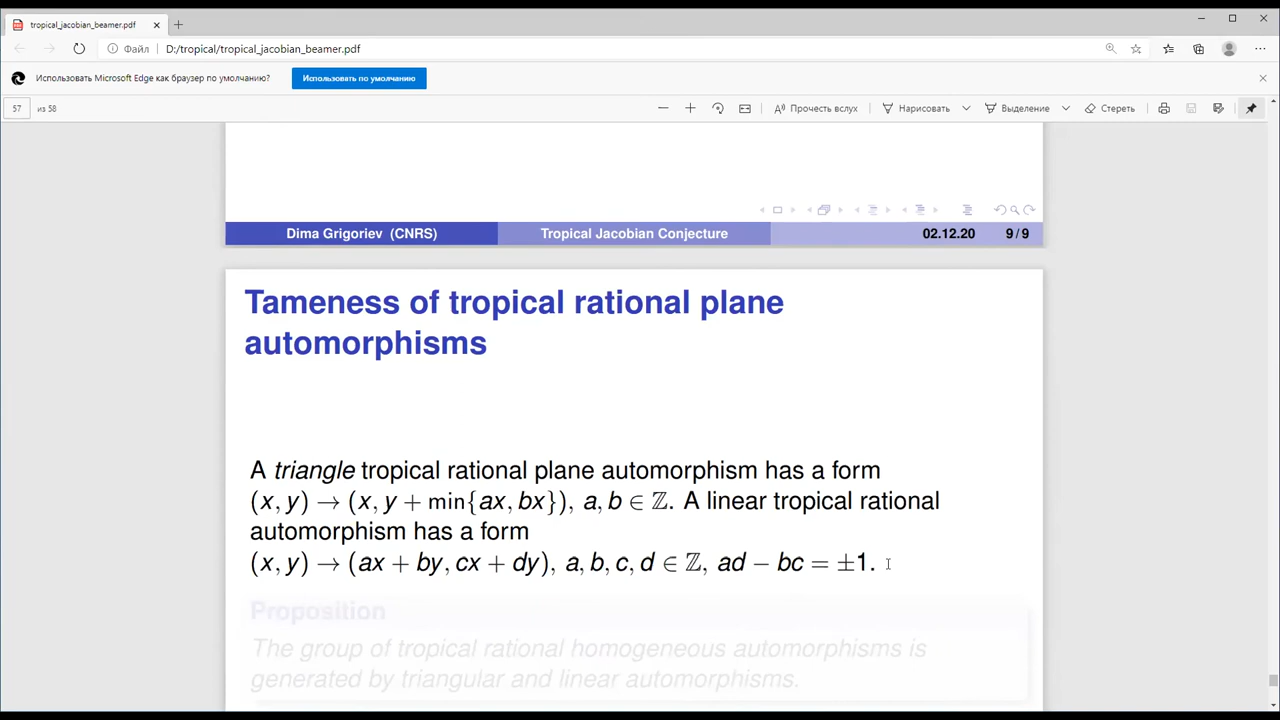 tropical_jacobian_beamer.pdf
Файл D:/tropical/tropical_jacobian_beamer.pdf
Использовать Microsoft Edge как браузер по умолчанию? Использовать по умолчанию
57 из 58 Прочесть вслух Нарисовать Выделение Стереть
Dima Grigoriev (CNRS) Tropical Jacobian Conjecture 02.12.20 9 / 9
Tameness of tropical rational plane
automorphisms
A triangle tropical rational plane automorphism has a form
(x, y) → (x, y + min{ax, bx}), a, b ∈ ℤ. A linear tropical rational
automorphism has a form
(x, y) → (ax + by, cx + dy), a, b, c, d ∈ ℤ, ad − bc = ±1.
Proposition
The group of tropical rational homogeneous automorphisms is
generated by triangular and linear automorphisms.